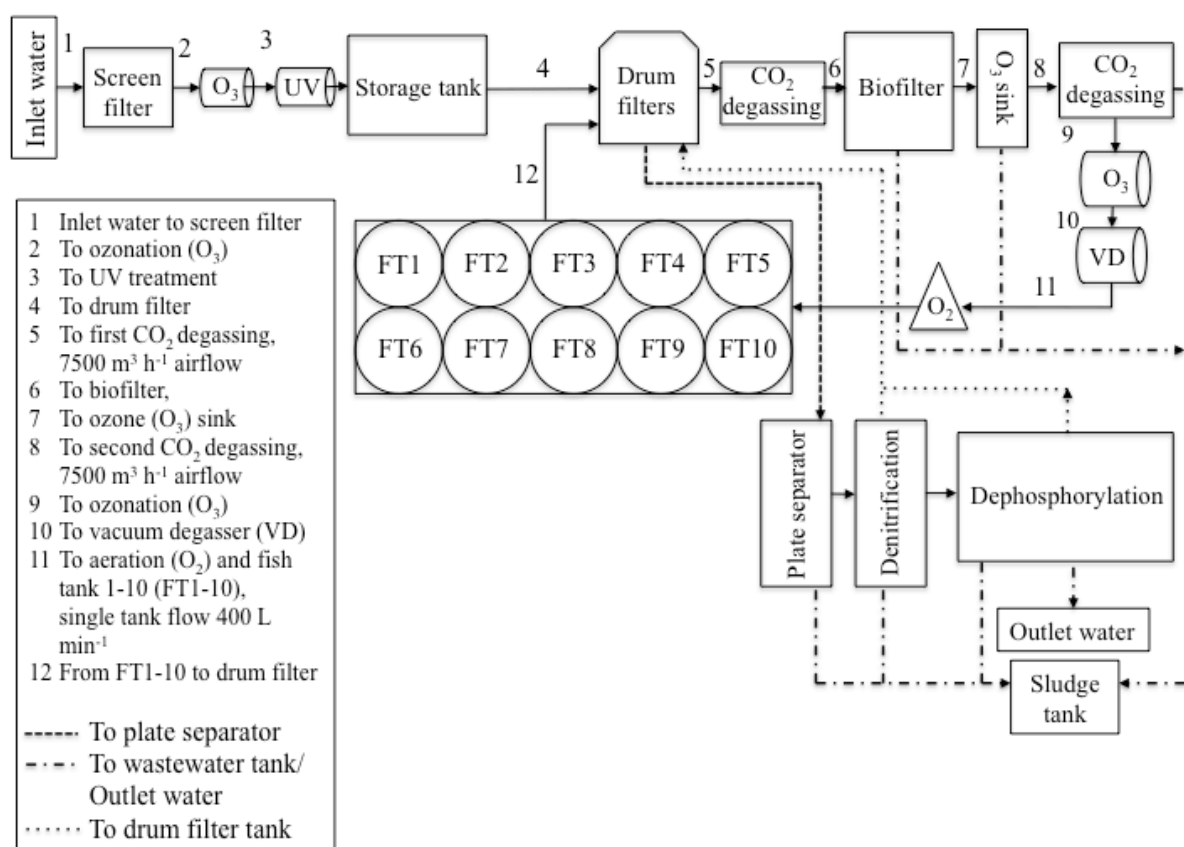 Inlet water
1
Screen
filter
2
O₃
3
UV
Storage tank
4
Drum
filters
5
CO₂
degassing
6
Biofilter
7
O₃ sink
8
CO₂
degassing
9
O₃
10
VD
11
O₂
12
FT1
FT2
FT3
FT4
FT5
FT6
FT7
FT8
FT9
FT10
Plate separator
Denitrification
Dephosphorylation
Outlet water
Sludge
tank
1 Inlet water to screen filter
2 To ozonation (O₃)
3 To UV treatment
4 To drum filter
5 To first CO₂ degassing,
7500 m³ h⁻¹ airflow
6 To biofilter,
7 To ozone (O₃) sink
8 To second CO₂ degassing,
7500 m³ h⁻¹ airflow
9 To ozonation (O₃)
10 To vacuum degasser (VD)
11 To aeration (O₂) and fish
tank 1-10 (FT1-10),
single tank flow 400 L
min⁻¹
12 From FT1-10 to drum filter
To plate separator
To wastewater tank/
Outlet water
To drum filter tank